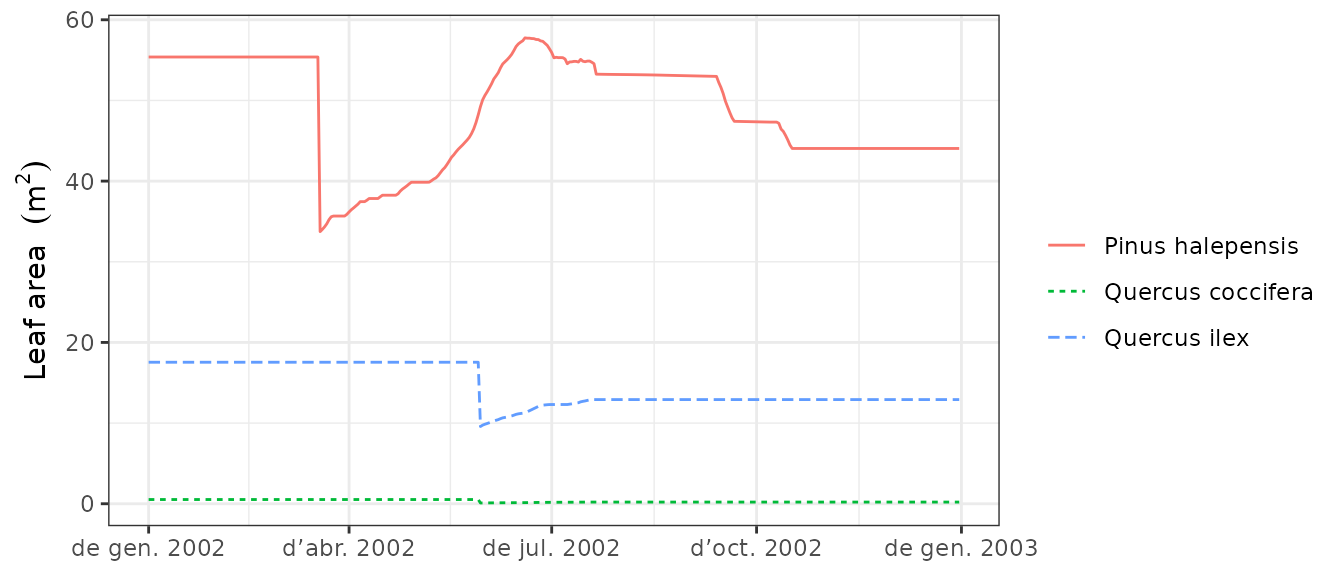 60
40
20
0
Leaf area (m²)
de gen. 2002
d’abr. 2002
de jul. 2002
d’oct. 2002
de gen. 2003
Pinus halepensis
Quercus coccifera
Quercus ilex